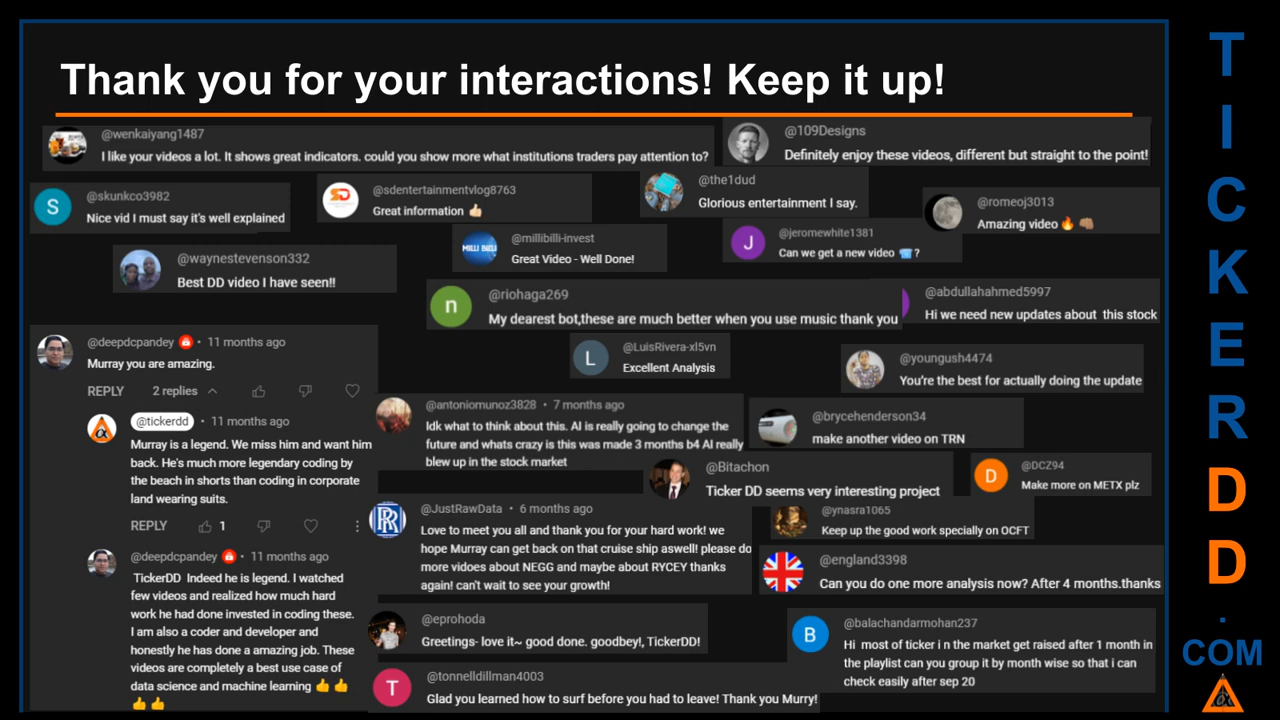 Thank you for your interactions! Keep it up!
@wenkaiyang1487
I like your videos a lot. It shows great indicators. could you show more what institutions traders pay attention to?
@109Designs
Definitely enjoy these videos, different but straight to the point!
S
@skunkco3982
Nice vid I must say it's well explained
@sdentertainmentvlog8763
Great information 👍🏻
@the1dud
Glorious entertainment I say.
@romeoj3013
Amazing video 🔥 👊🏽
MILLI BILLI
@millibilli-invest
Great Video - Well Done!
J
@jeromewhite1381
Can we get a new video ?
@waynestevenson332
Best DD video I have seen!!
n
@riohaga269
My dearest bot,these are much better when you use music thank you
@abdullahahmed5997
Hi we need new updates about this stock
@deepdcpandey • 11 months ago
Murray you are amazing.
REPLY 2 replies
@tickerdd • 11 months ago
Murray is a legend. We miss him and want him
back. He's much more legendary coding by
the beach in shorts than coding in corporate
land wearing suits.
REPLY 1
@deepdcpandey • 11 months ago
TickerDD Indeed he is legend. I watched
few videos and realized how much hard
work he had done invested in coding these.
I am also a coder and developer and
honestly he has done a amazing job. These
videos are completely a best use case of
data science and machine learning 👍 👍
👍 👍
L
@LuisRivera-xl5vn
Excellent Analysis
@youngush4474
You're the best for actually doing the update
@antoniomunoz3828 • 7 months ago
Idk what to think about this. AI is really going to change the
future and whats crazy is this was made 3 months b4 AI really
blew up in the stock market
@brycehenderson34
make another video on TRN
@Bitachon
Ticker DD seems very interesting project
D
@DCZ94
Make more on METX plz
@JustRawData • 6 months ago
Love to meet you all and thank you for your hard work! we
hope Murray can get back on that cruise ship aswell! please do
more vidoes about NEGG and maybe about RYCEY thanks
again! can't wait to see your growth!
@ynasra1065
Keep up the good work specially on OCFT
@england3398
Can you do one more analysis now? After 4 months.thanks
@eprohoda
Greetings- love it~ good done. goodbey!, TickerDD!
B
@balachandarmohan237
Hi most of ticker i n the market get raised after 1 month in
the playlist can you group it by month wise so that i can
check easily after sep 20
T
@tonnelldillman4003
Glad you learned how to surf before you had to leave! Thank you Murry!
T
I
C
K
E
R
D
D
.
COM